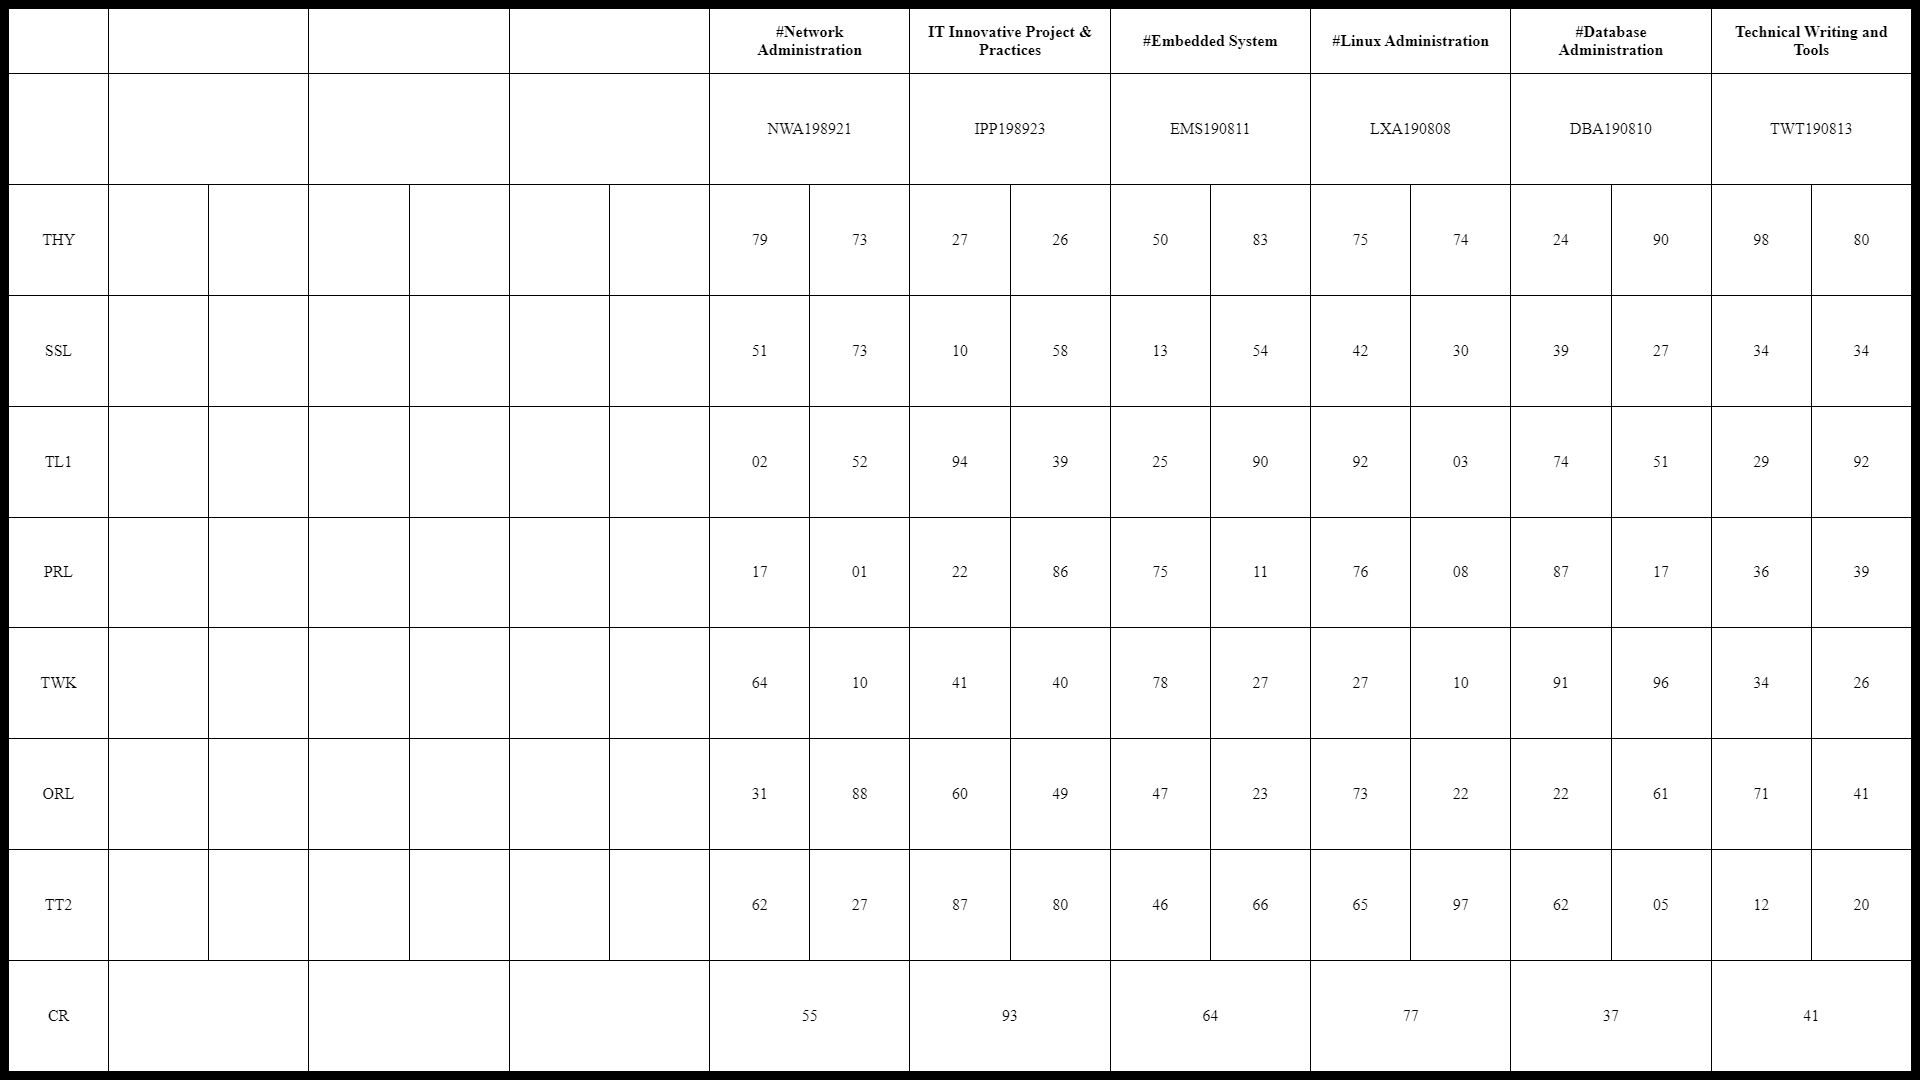 #Network Administration IT Innovative Project & Practices #Embedded System #Linux Administration #Database Administration Technical Writing and Tools
NWA198921 IPP198923 EMS190811 LXA190808 DBA190810 TWT190813
THY 79 73 27 26 50 83 75 74 24 90 98 80
SSL 51 73 10 58 13 54 42 30 39 27 34 34
TL1 02 52 94 39 25 90 92 03 74 51 29 92
PRL 17 01 22 86 75 11 76 08 87 17 36 39
TWK 64 10 41 40 78 27 27 10 91 96 34 26
ORL 31 88 60 49 47 23 73 22 22 61 71 41
TT2 62 27 87 80 46 66 65 97 62 05 12 20
CR 55 93 64 77 37 41